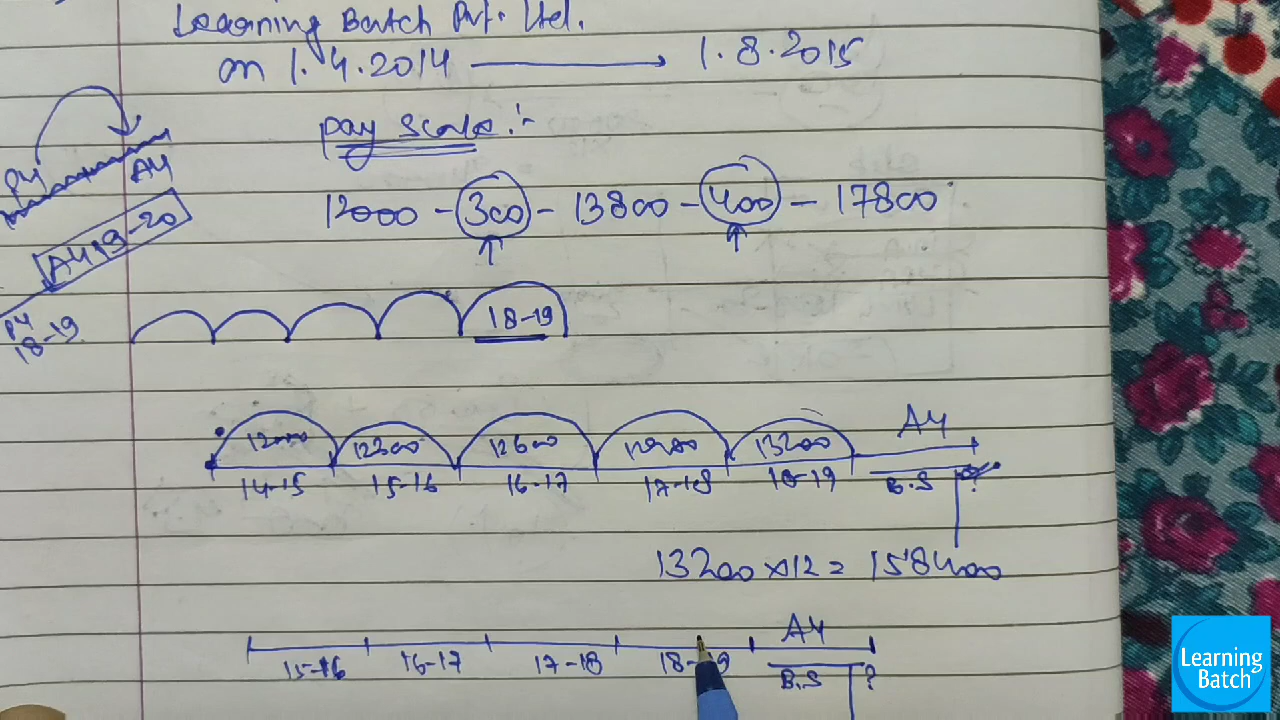 Learning Batch Pvt. Ltd.
on 1.4.2014 → 1.8.2015
pay scale :-
PY
AY
12000 - 300 - 13800 - 400 - 17800
AY 19-20
PY
18-19
18-19
12000 12300 12600 12900 13200 AY
14-15 15-16 16-17 17-18 18-19 B.S ?
13200 x 12 = 158400
AY
15-16 16-17 17-18 18-19 B.S ?
Learning
Batch